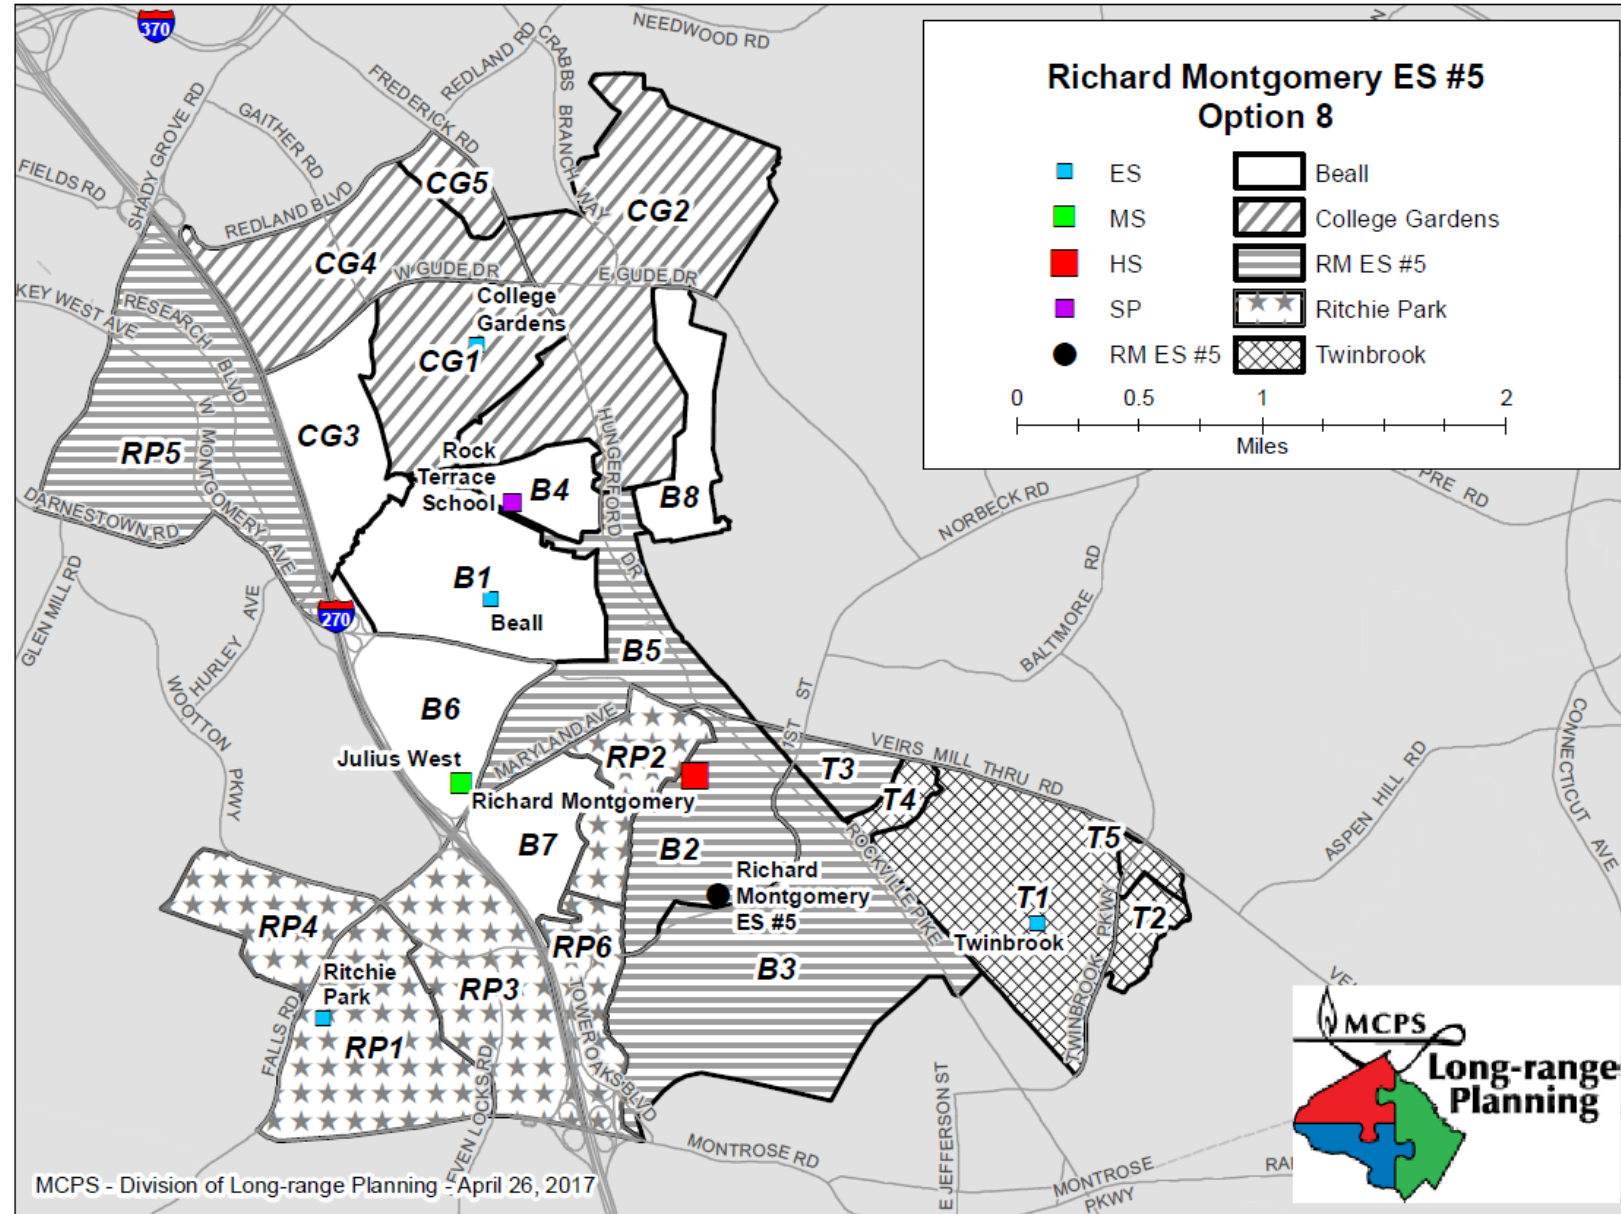 Richard Montgomery ES #5
Option 8
ES
MS
HS
SP
RM ES #5
Beall
College Gardens
RM ES #5
Ritchie Park
Twinbrook
0
0.5
1
2
Miles
370
NEEDWOOD RD
REDLAND RD
CRABBS BRANCH WAY
FREDERICK RD
SHADY GROVE RD
GAITHER RD
FIELDS RD
REDLAND BLVD
CG5
CG2
CG4
W GUDE DR
E GUDE DR
KEY WEST AVE
RESEARCH BLVD
College
Gardens
CG1
W MONTGOMERY AVE
RP5
CG3
HUNGERFORD DR
Rock
Terrace
School
B4
B8
DARNESTOWN RD
NORBECK RD
PRE RD
GLEN MILL RD
HURLEY AVE
270
B1
Beall
BALTIMORE RD
B5
WOOTTON PKWY
B6
MARYLAND AVE
1ST ST
VEIRS MILL THRU RD
CONNECTICUT AVE
ASPEN HILL RD
Julius West
RP2
Richard Montgomery
T3
T4
T5
B7
B2
ROCKVILLE PIKE
Richard
Montgomery
ES #5
T1
T2
Twinbrook
TWINBROOK PKWY
RP4
RP6
B3
Ritchie
Park
RP3
FALLS RD
RP1
TOWER OAKS BLVD
EVEN LOCKS RD
MONTROSE RD
E JEFFERSON ST
MONTROSE
PKWY
MCPS
Long-range
Planning
MCPS - Division of Long-range Planning - April 26, 2017